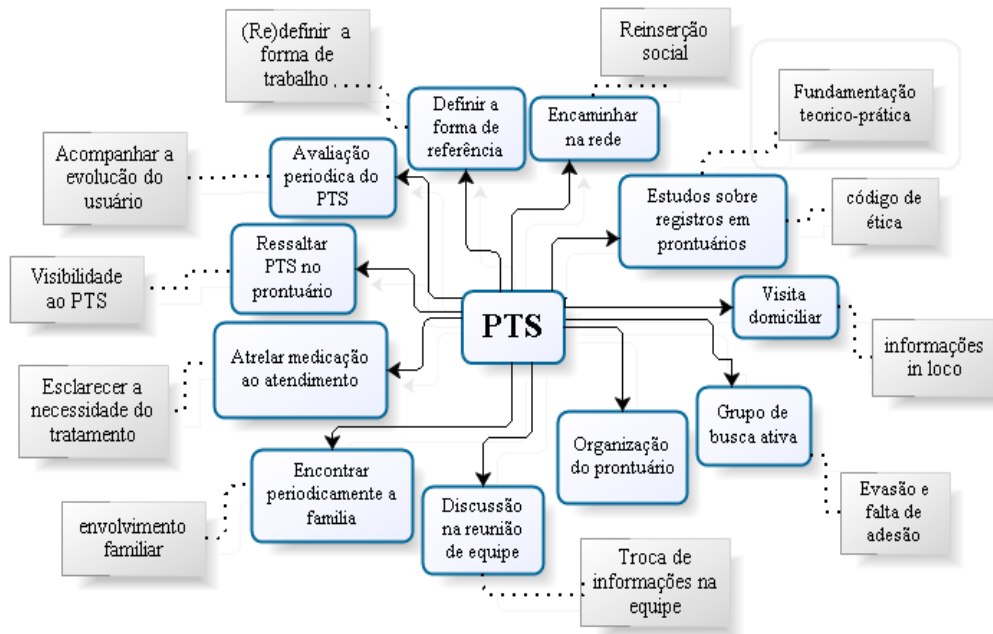 (Re)definir a
forma de
trabalho
Reinserção
social
Fundamentação
teorico-prática
Definir a
forma de
referência
Encaminhar
na rede
Acompanhar a
evolucão do
usuário
Avaliação
periodica do
PTS
Estudos sobre
registros em
prontuários
código de
ética
Visibilidade
ao PTS
Ressaltar
PTS no
prontuário
PTS
Visita
domiciliar
Esclarecer a
necessidade do
tratamento
Atrelar medicação
ao atendimento
informações
in loco
Grupo de
busca ativa
Organização
do prontuário
Encontrar
periodicamente a
familia
envolvimento
familiar
Discussão
na reunião
de equipe
Evasão e
falta de
adesão
Troca de
informações na
equipe